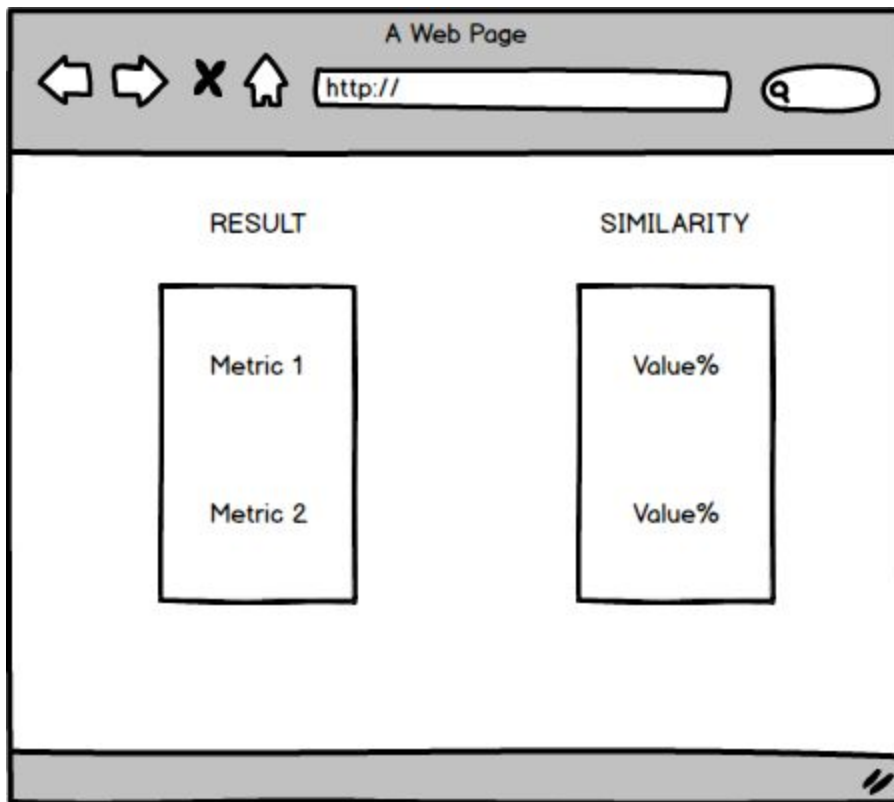 A Web Page
http://
RESULT
SIMILARITY
Metric 1
Value%
Metric 2
Value%